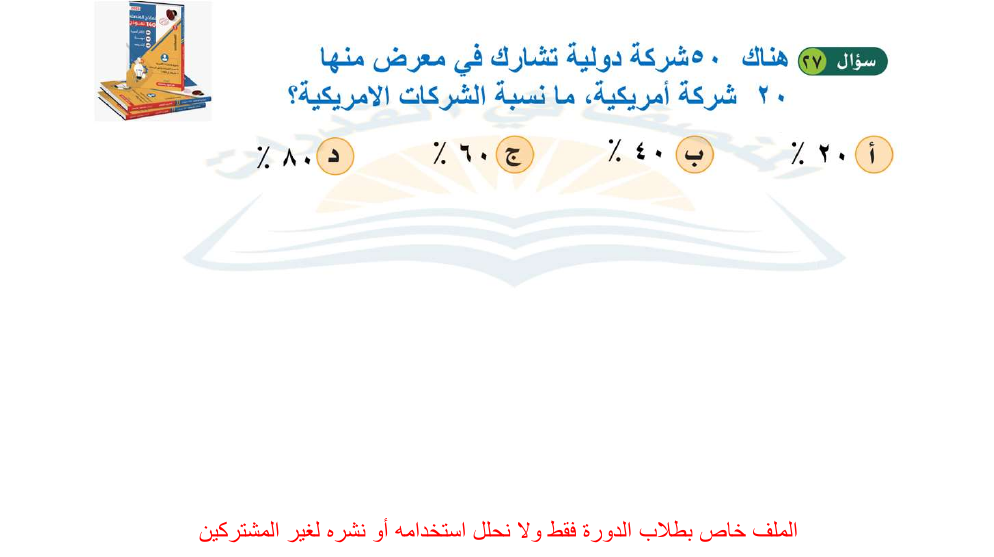 سؤال ٢٧ هناك ٥٠شركة دولية تشارك في معرض منها
٢٠ شركة أمريكية، ما نسبة الشركات الامريكية؟
أ ٢٠ ٪ ب ٤٠ ٪ ج ٦٠ ٪ د ٨٠ ٪
الملف خاص بطلاب الدورة فقط ولا نحلل استخدامه أو نشره لغير المشتركين